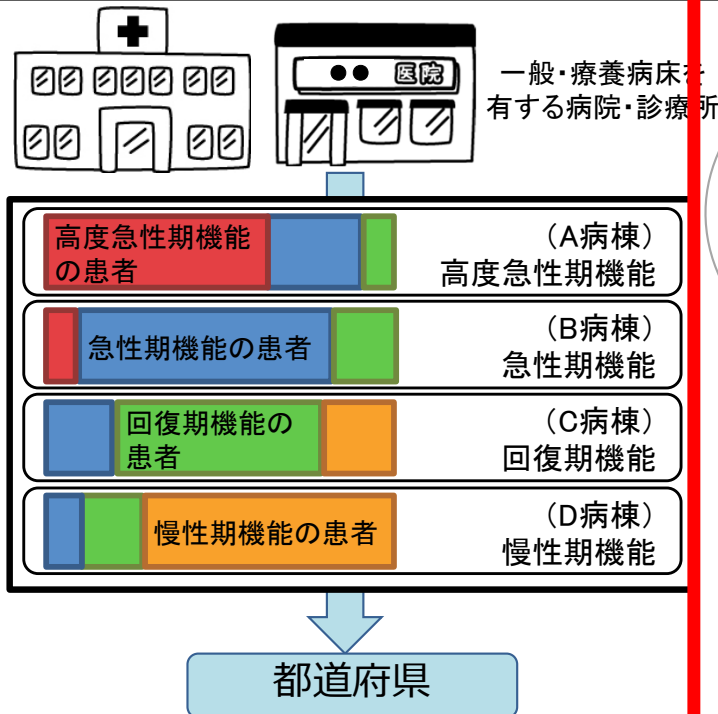 医院
一般・療養病床を
有する病院・診療所
高度急性期機能
の患者
（A病棟）
高度急性期機能
急性期機能の患者
（B病棟）
急性期機能
回復期機能の
患者
（C病棟）
回復期機能
慢性期機能の患者
（D病棟）
慢性期機能
都道府県